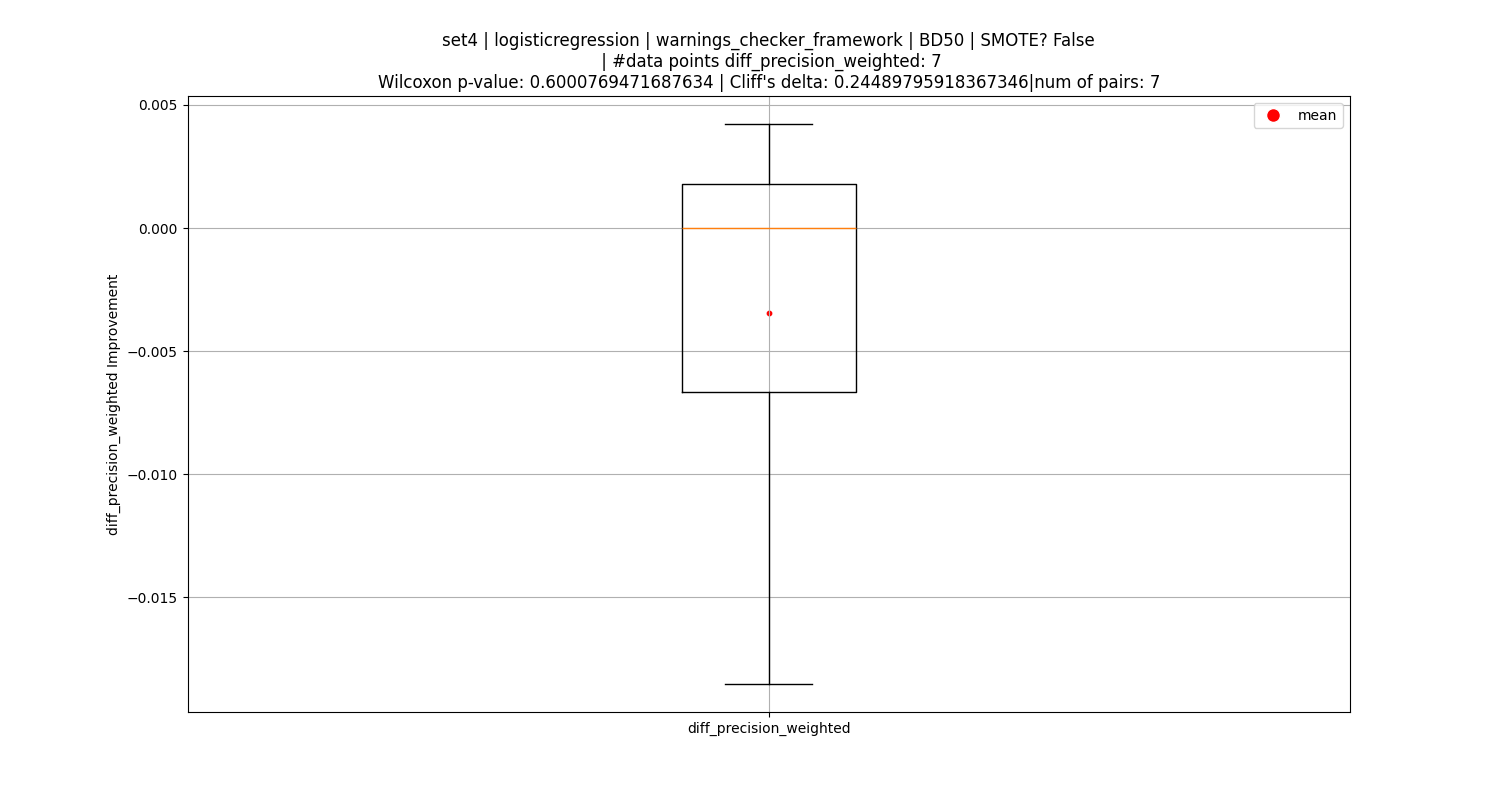 set4 | logisticregression | warnings_checker_framework | BD50 | SMOTE? False
| #data points diff_precision_weighted: 7
Wilcoxon p-value: 0.6000769471687634 | Cliff's delta: 0.24489795918367346|num of pairs: 7
mean
0.005
0.000
−0.005
−0.010
−0.015
diff_precision_weighted Improvement
diff_precision_weighted